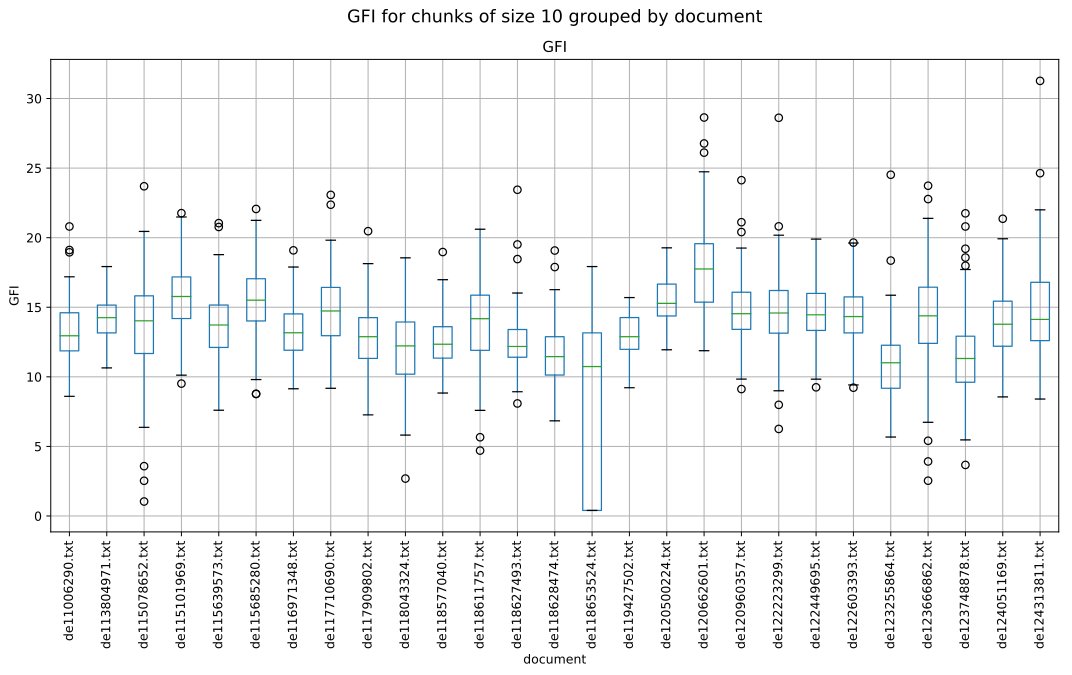 GFI for chunks of size 10 grouped by document
GFI
30
25
20
15
10
5
0
GFI
de11006290.txt
de113804971.txt
de115078652.txt
de115101969.txt
de115639573.txt
de115685280.txt
de116971348.txt
de117710690.txt
de117909802.txt
de118043324.txt
de118577040.txt
de118611757.txt
de118627493.txt
de118628474.txt
de118653524.txt
de119427502.txt
de120500224.txt
de120662601.txt
de120960357.txt
de122223299.txt
de122449695.txt
de122603393.txt
de123255864.txt
de123666862.txt
de123748878.txt
de124051169.txt
de124313811.txt
document